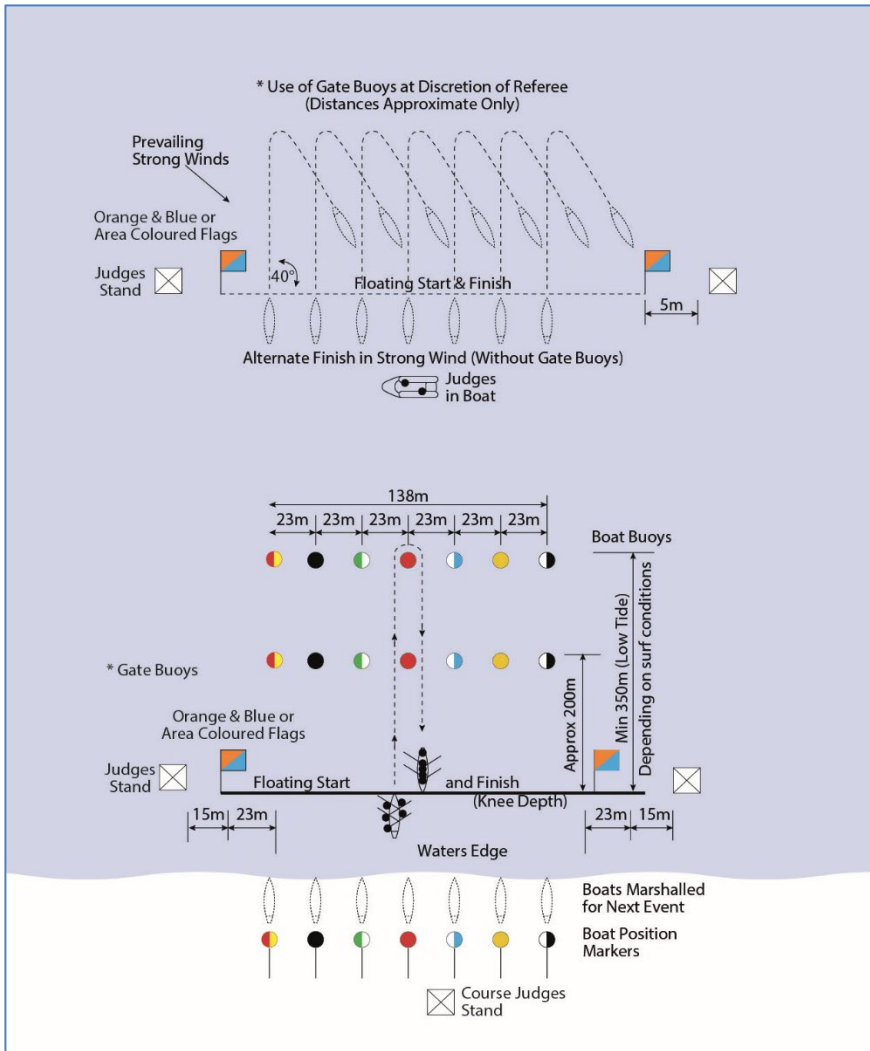 * Use of Gate Buoys at Discretion of Referee
(Distances Approximate Only)
Prevailing
Strong Winds
Orange & Blue or
Area Coloured Flags
Judges
Stand
40°
Floating Start & Finish
5m
Alternate Finish in Strong Wind (Without Gate Buoys)
Judges
in Boat
138m
23m
23m
23m
23m
23m
23m
Boat Buoys
* Gate Buoys
Approx 200m
Min 350m (Low Tide)
Depending on surf conditions
Orange & Blue or
Area Coloured Flags
Judges
Stand
Floating Start
and Finish
(Knee Depth)
15m
23m
23m
15m
Waters Edge
Boats Marshalled
for Next Event
Boat Position
Markers
Course Judges
Stand